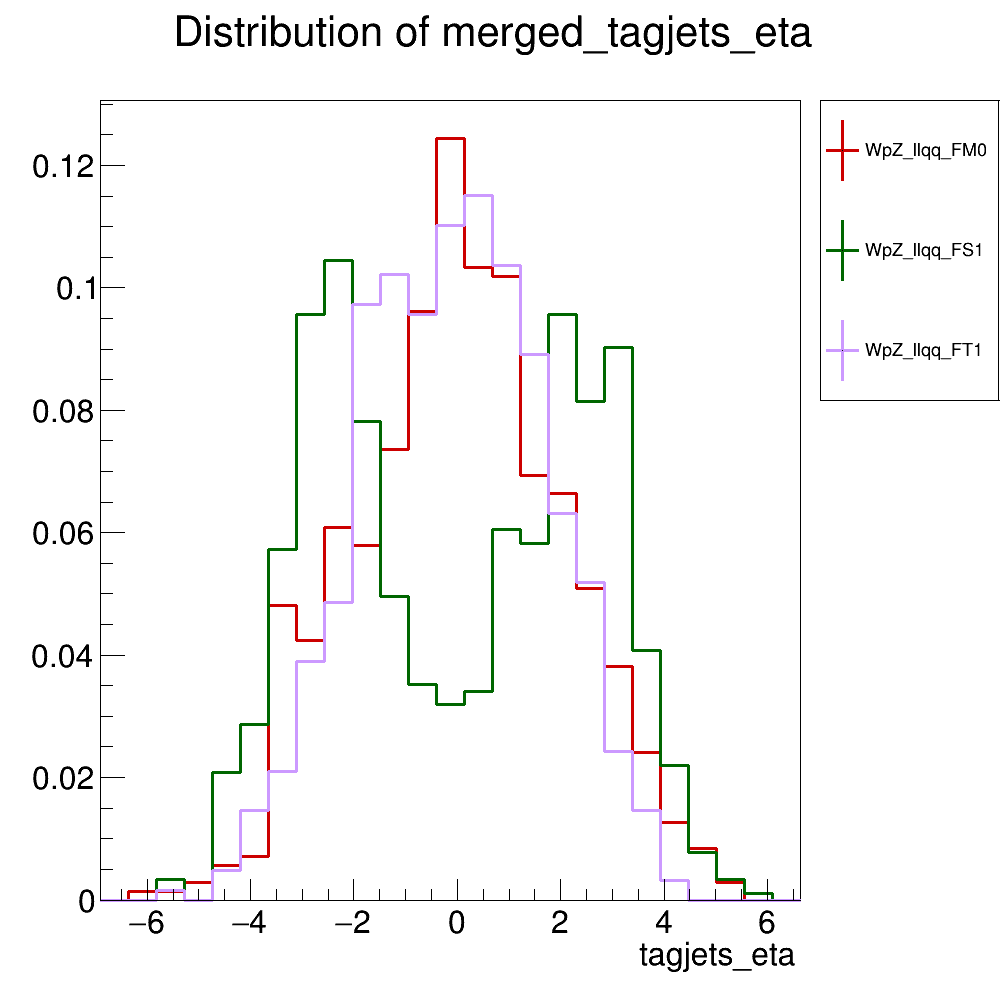 Distribution of merged_tagjets_eta
0.12
0.1
0.08
0.06
0.04
0.02
0
−6 −4 −2 0 2 4 6
tagjets_eta
WpZ_llqq_FM0
WpZ_llqq_FS1
WpZ_llqq_FT1